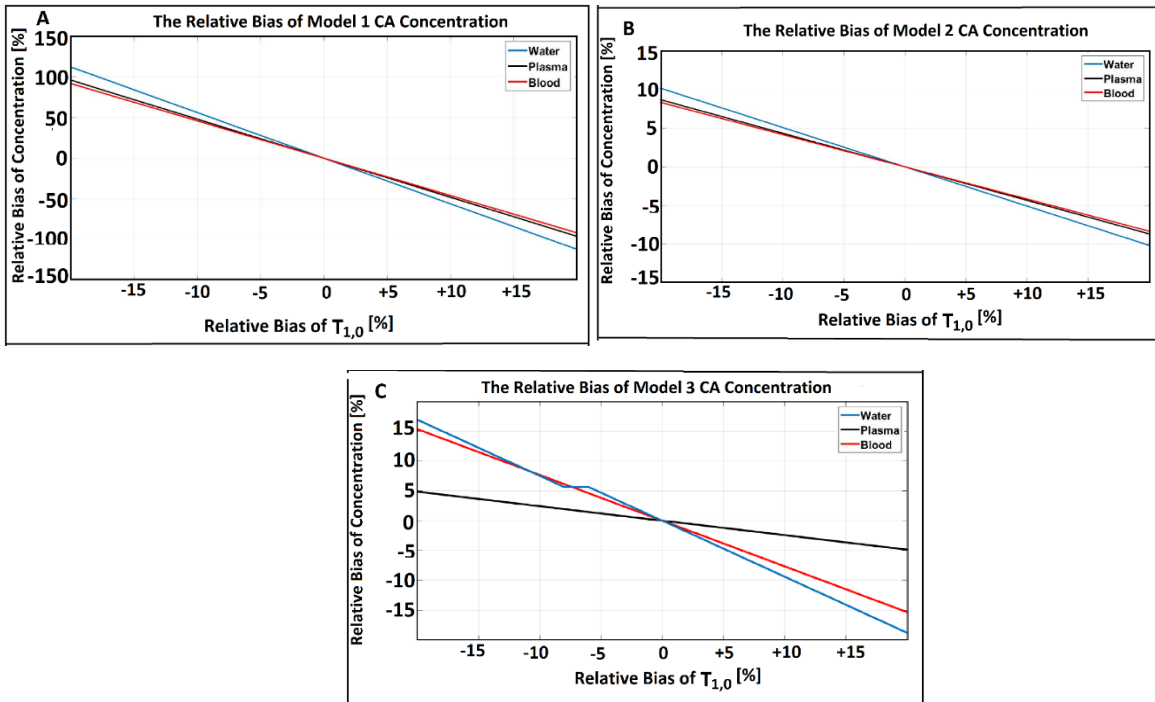 A
The Relative Bias of Model 1 CA Concentration
Relative Bias of Concentration [%]
150
100
50
0
-50
-100
-150
Water
Plasma
Blood
-15 -10 -5 0 +5 +10 +15
Relative Bias of T1,0 [%]
B
The Relative Bias of Model 2 CA Concentration
Relative Bias of Concentration [%]
15
10
5
0
-5
-10
-15
Water
Plasma
Blood
-15 -10 -5 0 +5 +10 +15
Relative Bias of T1,0 [%]
C
The Relative Bias of Model 3 CA Concentration
Relative Bias of Concentration [%]
15
10
5
0
-5
-10
-15
Water
Plasma
Blood
-15 -10 -5 0 +5 +10 +15
Relative Bias of T1,0 [%]